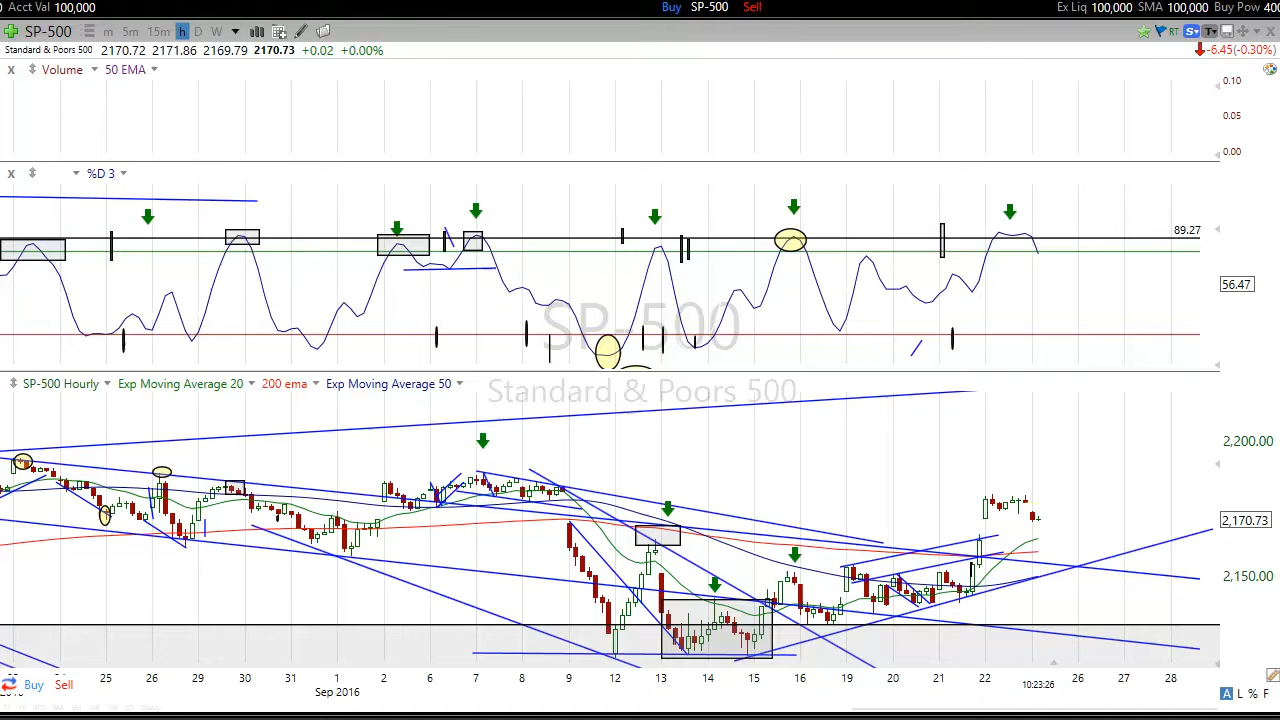 0 Acct Val 100,000 Buy SP-500 Sell Ex Liq 100,000 SMA 100,000 Buy Pow 400
SP-500 m 5m 15m h D W RT S T X
Standard & Poors 500 2170.72 2171.86 2169.79 2170.73 +0.02 +0.00% -6.45(-0.30%)
x Volume 50 EMA
0.10
0.05
0.00
x %D 3
89.27
56.47
SP-500
SP-500 Hourly Exp Moving Average 20 200 ema Exp Moving Average 50
Standard & Poors 500
2,200.00
2,170.73
2,150.00
25 26 29 30 31 2 6 7 8 9 12 13 14 15 16 19 20 21 22 26 27 28
Sep 2016 10:23:26
Buy Sell
A L % F